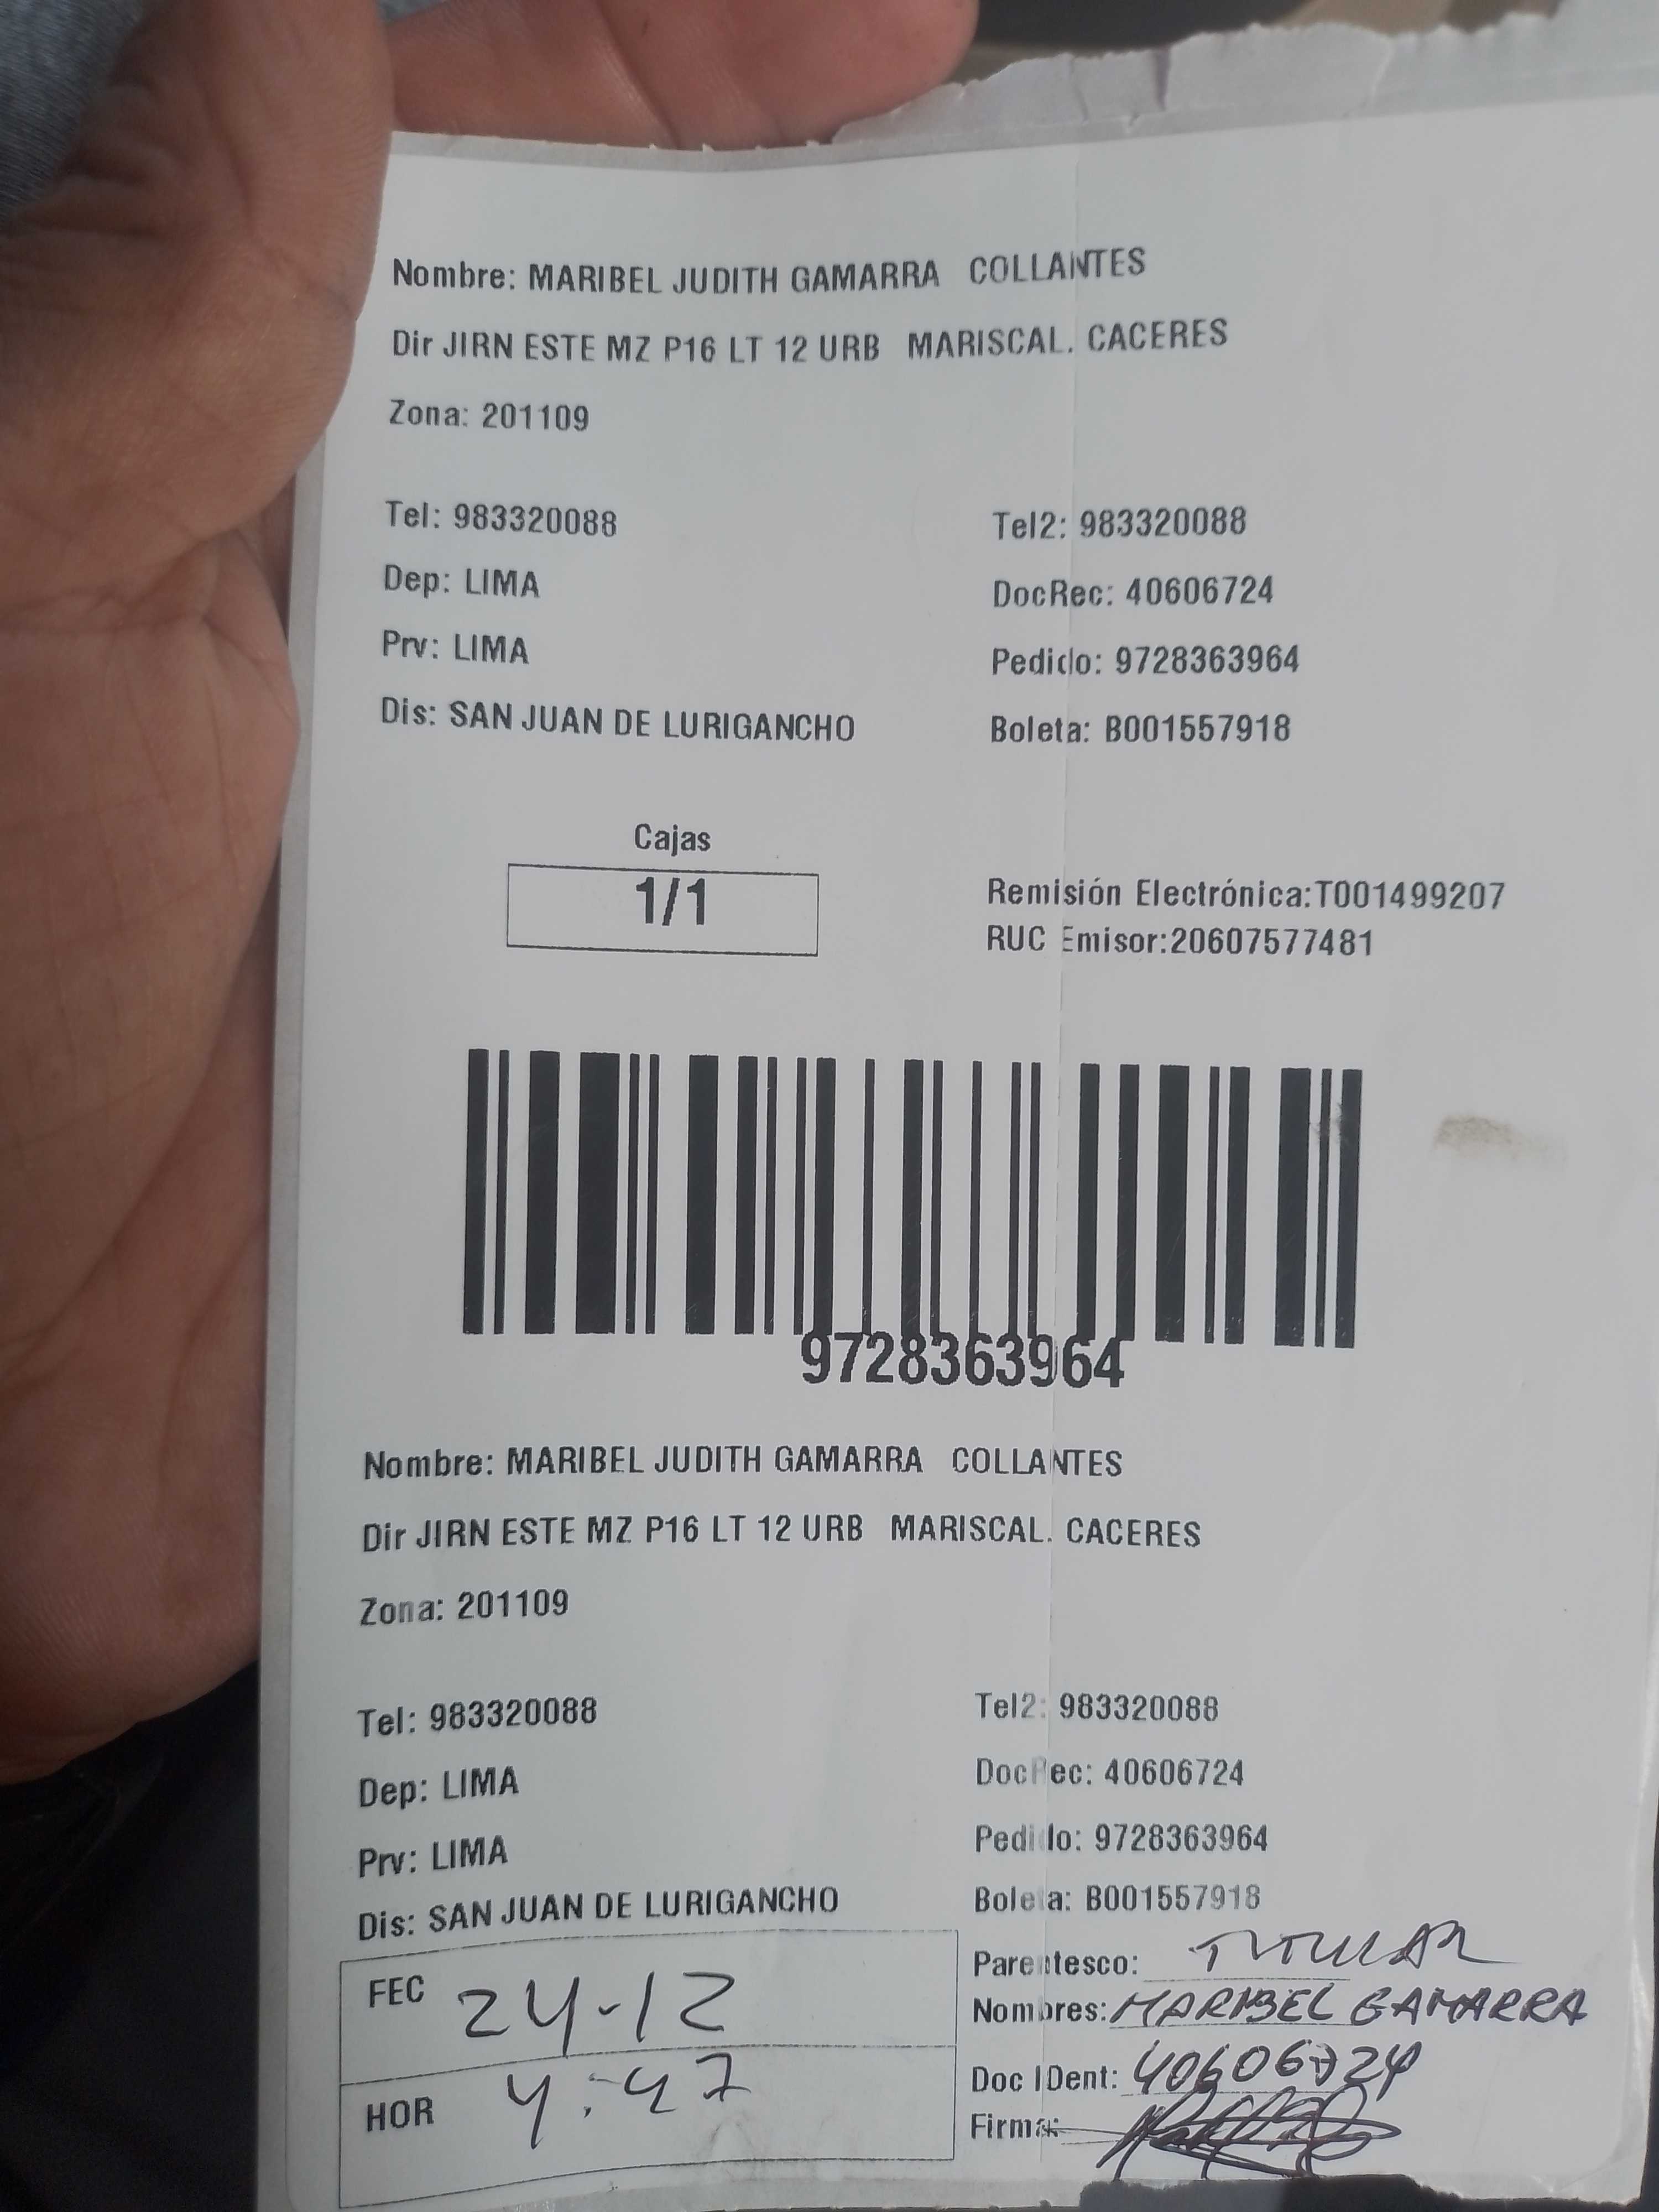 Nombre: MARIBEL JUDITH GAMARRA COLLANTES
Dir JIRN ESTE MZ P16 LT 12 URB MARISCAL. CACERES
Zona: 201109
Tel: 983320088 Tel2: 983320088
Dep: LIMA DocRec: 40606724
Prv: LIMA Pedido: 9728363964
Dis: SAN JUAN DE LURIGANCHO Boleta: B001557918
Cajas
1/1
Remisión Electrónica:T001499207
RUC Emisor:20607577481
9728363964
Nombre: MARIBEL JUDITH GAMARRA COLLANTES
Dir JIRN ESTE MZ P16 LT 12 URB MARISCAL. CACERES
Zona: 201109
Tel: 983320088 Tel2: 983320088
Dep: LIMA DocRec: 40606724
Prv: LIMA Pedido: 9728363964
Dis: SAN JUAN DE LURIGANCHO Boleta: B001557918
FEC 24-12
HOR 4:47
Parentesco: TITULAR
Nombres: MARIBEL GAMARRA
Doc IDent: 40606724
Firma: